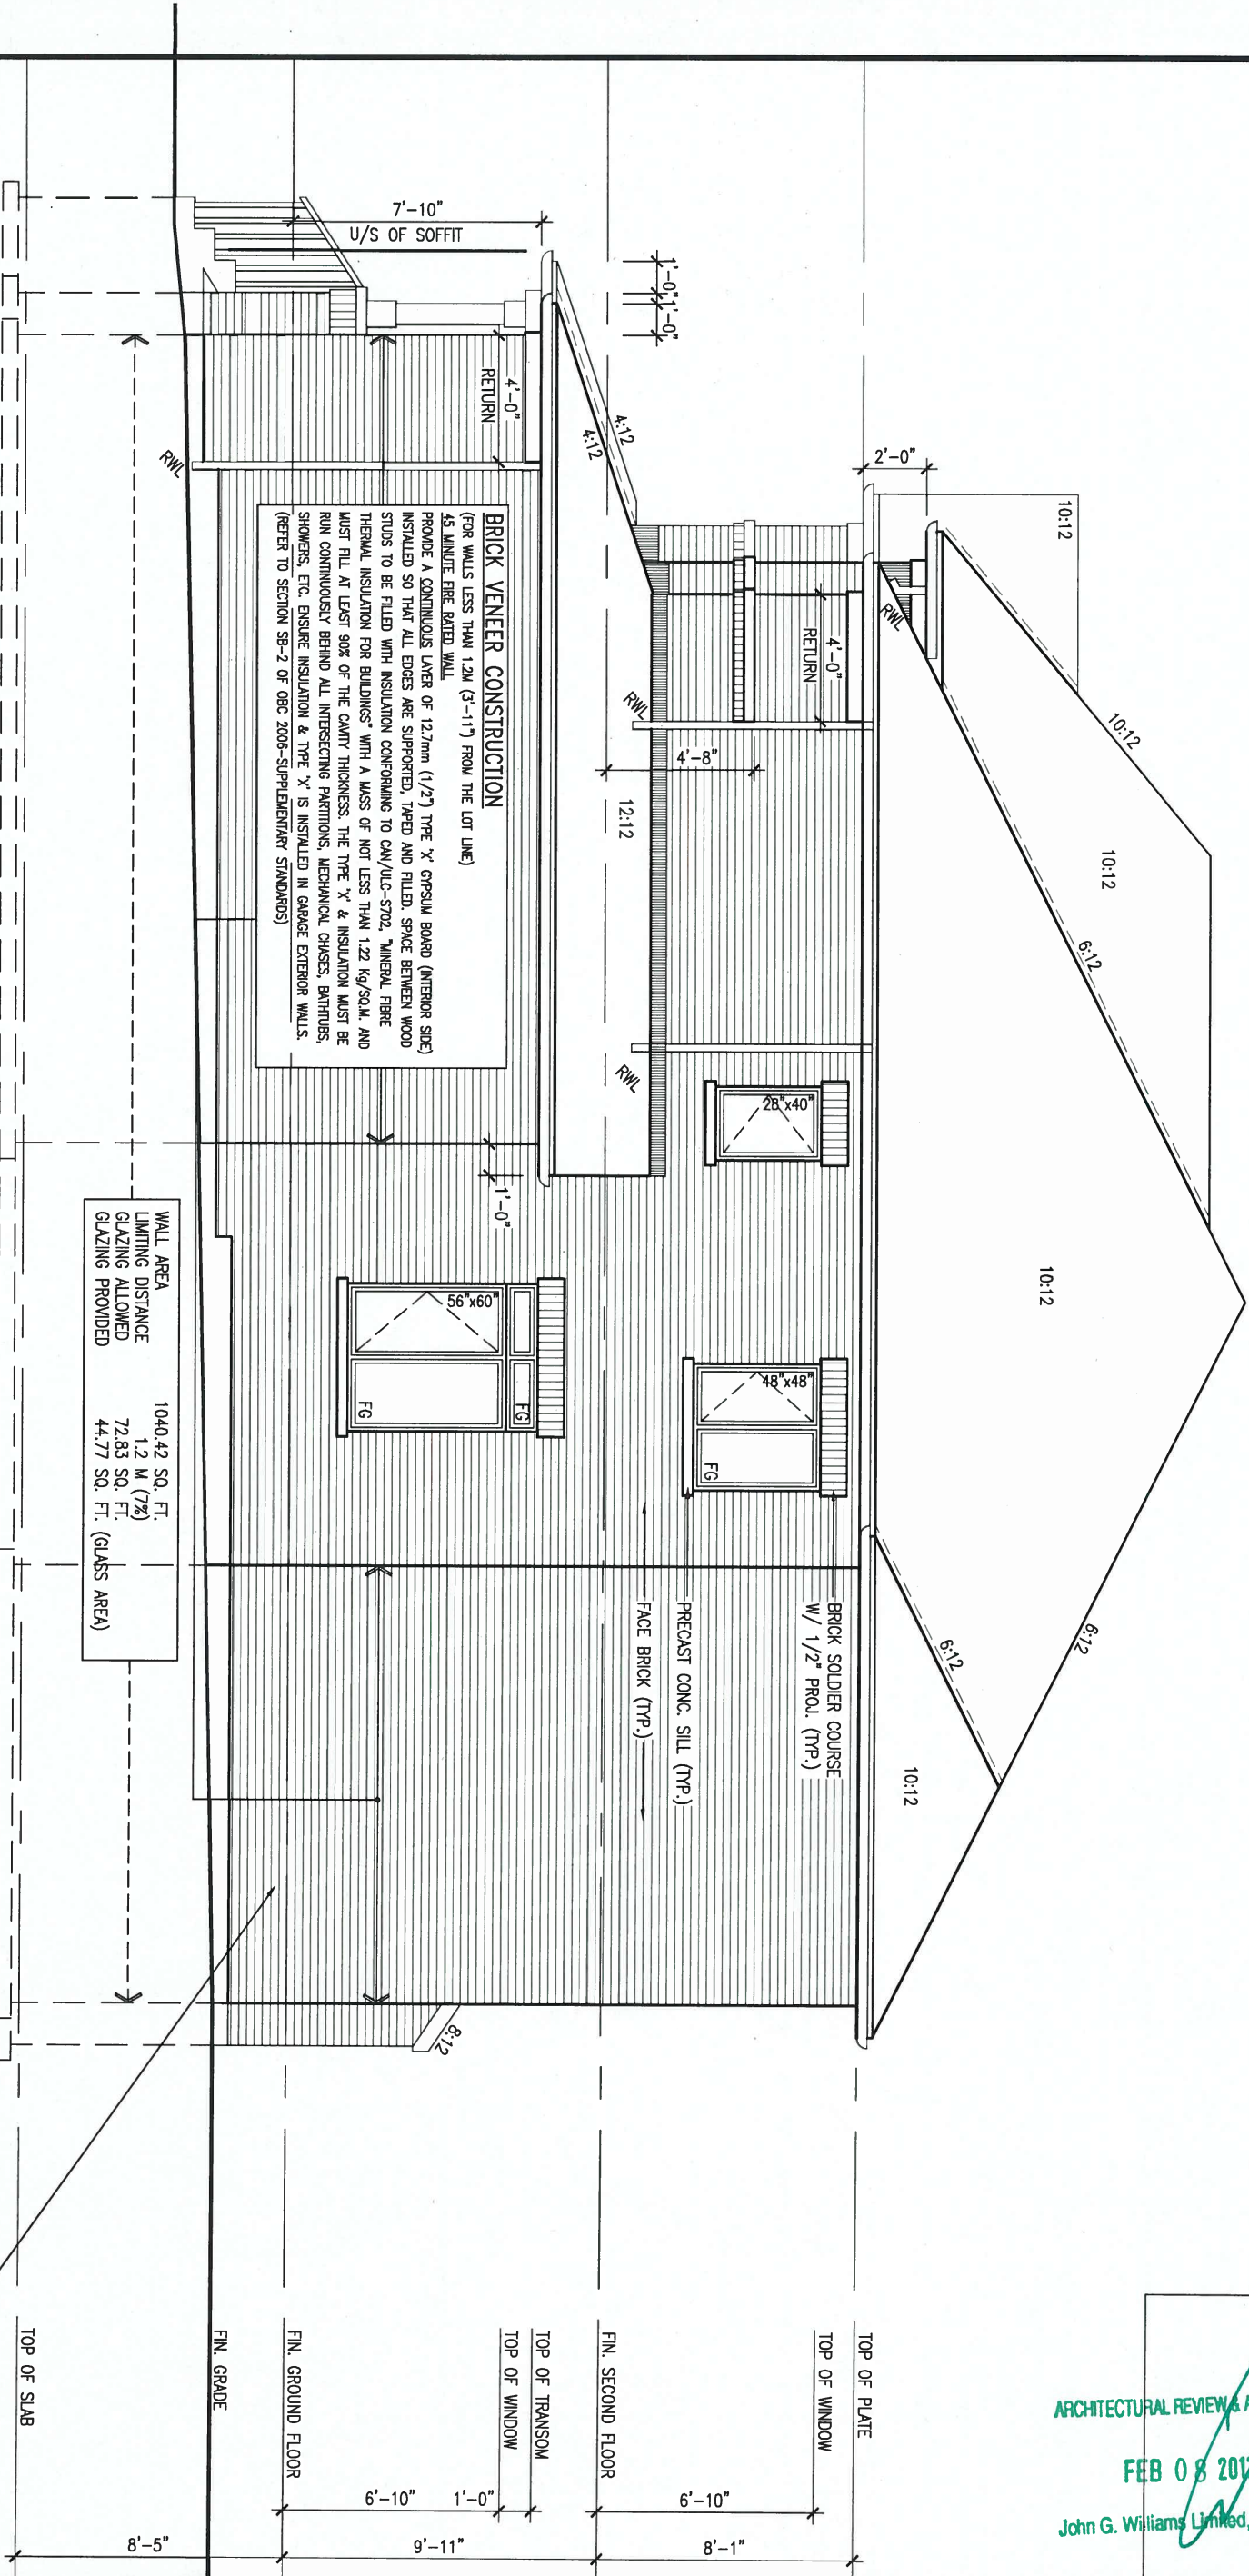 7'-10"
U/S OF SOFFIT
1'-0"
1'-0"
4'-0"
RETURN
RWL
4:12
4:12
2'-0"
10:12
10:12
10:12
RWL
4'-0"
RETURN
RWL
4'-8"
12:12
RWL
6:12
BRICK VENEER CONSTRUCTION
(FOR WALLS LESS THAN 1.2M (3'-11") FROM THE LOT LINE)
45 MINUTE FIRE RATED WALL
PROVIDE A CONTINUOUS LAYER OF 12.7mm (1/2") TYPE 'X' GYPSUM BOARD (INTERIOR SIDE)
INSTALLED SO THAT ALL EDGES ARE SUPPORTED, TAPED AND FILLED. SPACE BETWEEN WOOD
STUDS TO BE FILLED WITH INSULATION CONFORMING TO CAN/ULC-S702, "MINERAL FIBRE
THERMAL INSULATION FOR BUILDINGS" WITH A MASS OF NOT LESS THAN 1.22 Kg/SQ.M. AND
MUST FILL AT LEAST 90% OF THE CAVITY THICKNESS. THE TYPE 'X' & INSULATION MUST BE
RUN CONTINUOUSLY BEHIND ALL INTERSECTING PARTITIONS, MECHANICAL CHASES, BATHTUBS,
SHOWERS, ETC. ENSURE INSULATION & TYPE 'X' IS INSTALLED IN GARAGE EXTERIOR WALLS.
(REFER TO SECTION SB-2 OF OBC 2006-SUPPLEMENTARY STANDARDS)
28"x40"
1'-0"
56"x60"
FG
FG
48"x48"
FG
10:12
6:12
6:12
10:12
8:12
BRICK SOLDIER COURSE
W/ 1/2" PROJ. (TYP.)
PRECAST CONC. SILL (TYP.)
FACE BRICK (TYP.)
WALL AREA 1040.42 SQ. FT.
LIMITING DISTANCE 1.2 M (7%)
GLAZING ALLOWED 72.83 SQ. FT.
GLAZING PROVIDED 44.77 SQ. FT. (GLASS AREA)
TOP OF PLATE
TOP OF WINDOW
FIN. SECOND FLOOR
TOP OF TRANSOM
TOP OF WINDOW
FIN. GROUND FLOOR
FIN. GRADE
TOP OF SLAB
6'-10"
1'-0"
6'-10"
8'-1"
9'-11"
8'-5"
ARCHITECTURAL REVIEW &
FEB 08 201
John G. Williams Limited,